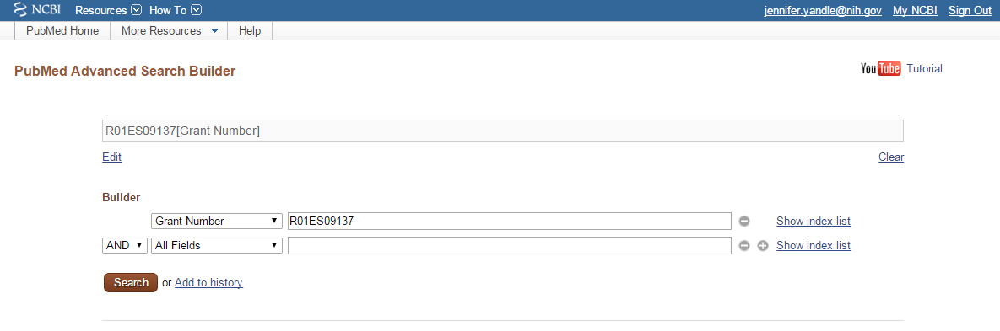 NCBI Resources How To jennifer.yandle@nih.gov My NCBI Sign Out
PubMed Home More Resources Help
PubMed Advanced Search Builder YouTube Tutorial
R01ES09137[Grant Number]
Edit Clear
Builder
Grant Number R01ES09137 Show index list
AND All Fields Show index list
Search or Add to history